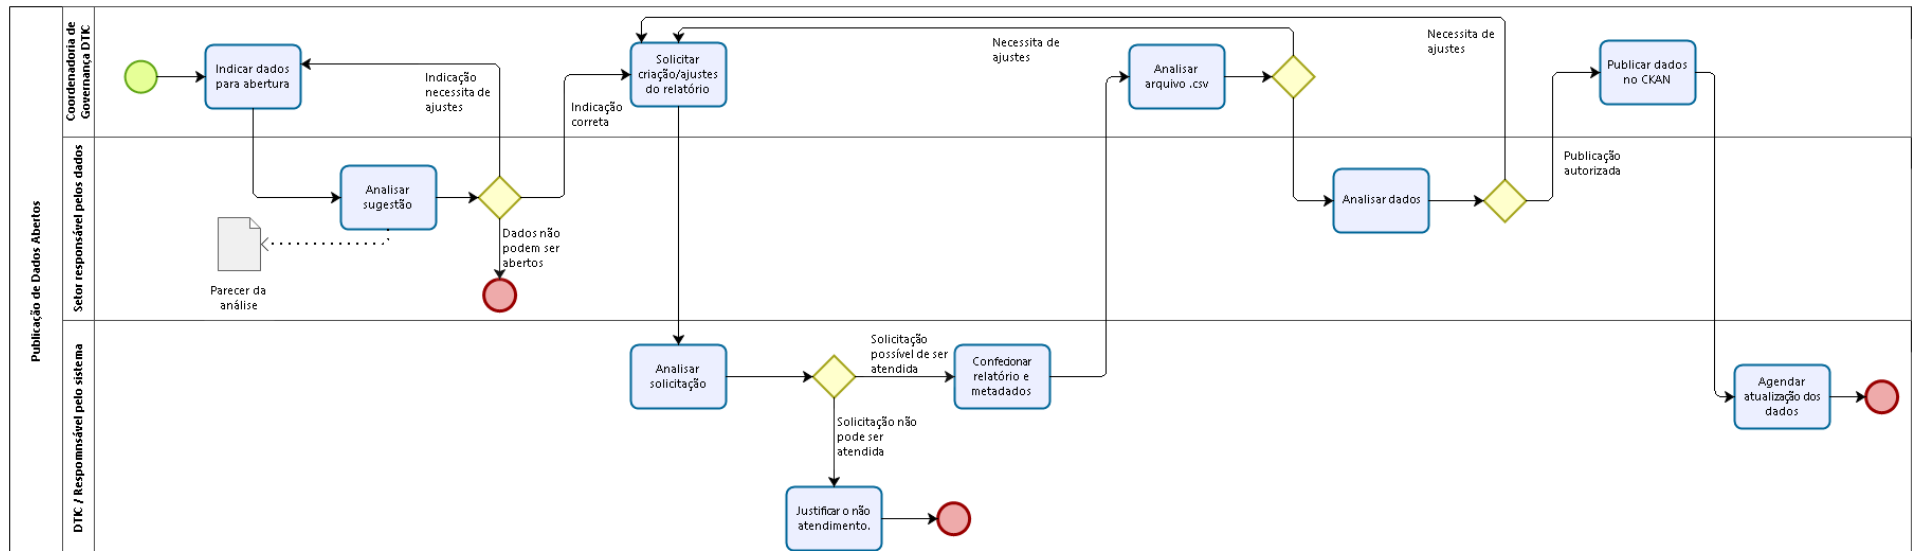 Publicação de Dados Abertos
Coordenadoria de
Governança DTIC
Indicar dados
para abertura
Indicação
necessita de
ajustes
Indicação
correta
Solicitar
criação/ajustes
do relatório
Necessita de
ajustes
Analisar
arquivo .csv
Necessita de
ajustes
Publicar dados
no CKAN
Setor responsável pelos dados
Analisar
sugestão
Dados não
podem ser
abertos
Parecer da
análise
Analisar dados
Publicação
autorizada
DTIC / Respomnsável pelo sistema
Analisar
solicitação
Solicitação
possível de ser
atendida
Confecionar
relatório e
metadados
Solicitação não
pode ser
atendida
Justificar o não
atendimento.
Agendar
atualização dos
dados